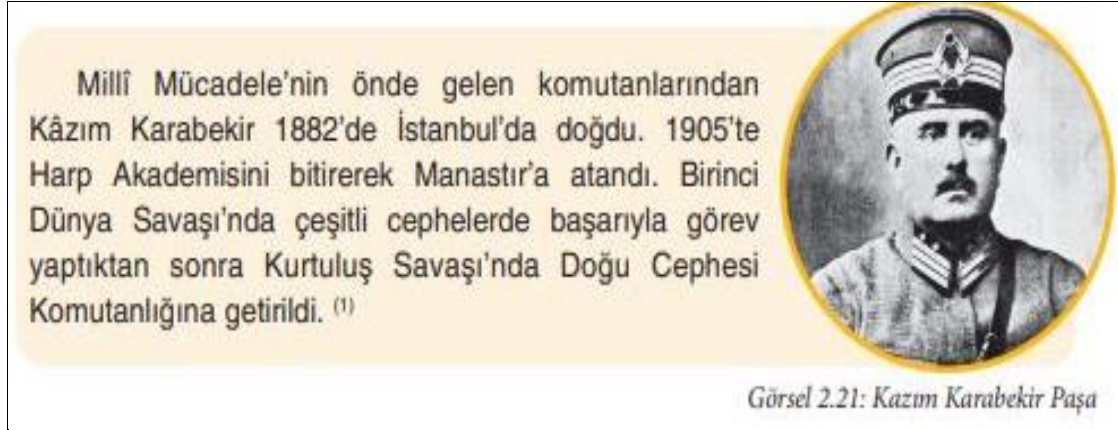 Millî Mücadele'nin önde gelen komutanlarından
Kâzım Karabekir 1882'de İstanbul'da doğdu. 1905'te
Harp Akademisini bitirerek Manastır'a atandı. Birinci
Dünya Savaşı'nda çeşitli cephelerde başarıyla görev
yaptıktan sonra Kurtuluş Savaşı'nda Doğu Cephesi
Komutanlığına getirildi. (1)
Görsel 2.21: Kazım Karabekir Paşa